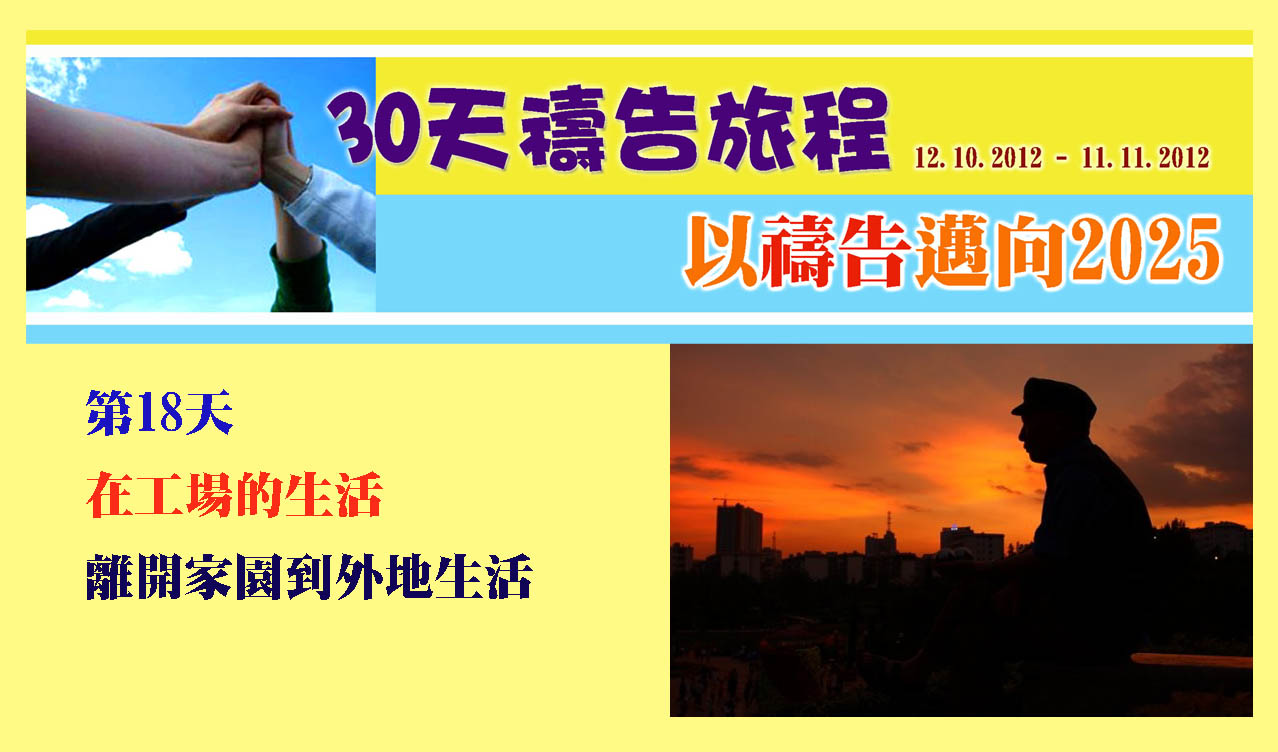 30天禱告旅程
12.10.2012 - 11.11.2012
以禱告邁向2025
第18天
在工場的生活
離開家園到外地生活